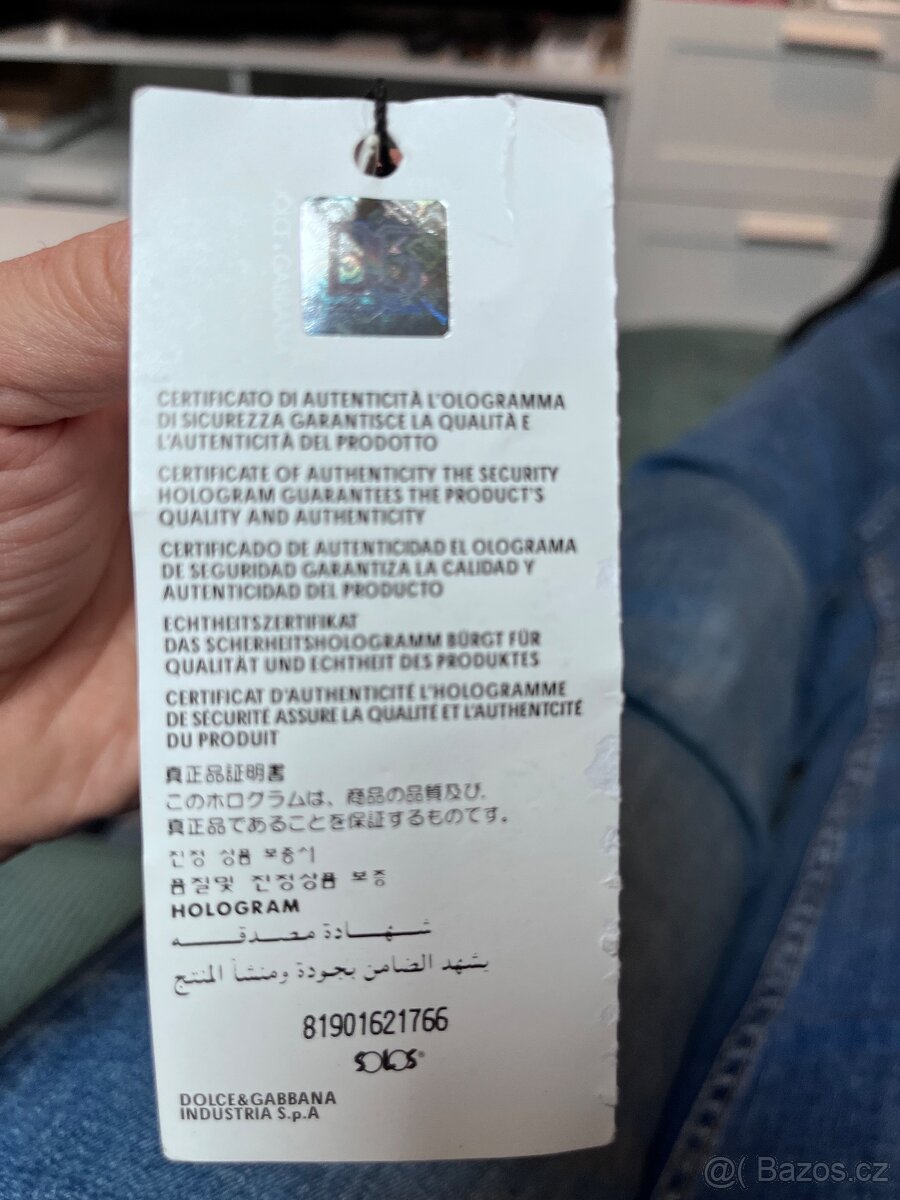 CERTIFICATO DI AUTENTICITÀ L'OLOGRAMMA
DI SICUREZZA GARANTISCE LA QUALITÀ E
L'AUTENTICITÀ DEL PRODOTTO
CERTIFICATE OF AUTHENTICITY THE SECURITY
HOLOGRAM GUARANTEES THE PRODUCT'S
QUALITY AND AUTHENTICITY
CERTIFICADO DE AUTENTICIDAD EL OLOGRAMA
DE SEGURIDAD GARANTIZA LA CALIDAD Y
AUTENTICIDAD DEL PRODUCTO
ECHTHEITSZERTIFIKAT
DAS SCHERHEITSHOLOGRAMM BÜRGT FÜR
QUALITÄT UND ECHTHEIT DES PRODUKTES
CERTIFICAT D'AUTHENTICITÉ L'HOLOGRAMME
DE SÉCURITÉ ASSURE LA QUALITÉ ET L'AUTHENTCITÉ
DU PRODUIT
真正品証明書
このホログラムは、商品の品質及び、
真正品であることを保証するものてす。
진정 상품 보증시
품질및 진정상품 보증
HOLOGRAM
شهادة مصدقه
يشهد الضامن بجودة ومنشأ المنتج
81901621766
SOLOS®
DOLCE&GABBANA
INDUSTRIA S.p.A
@( Bazos.cz